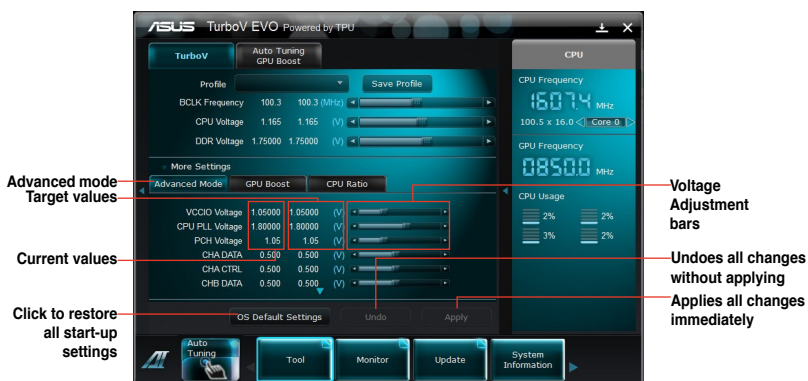 ASUS TurboV EVO Powered by TPU
TurboV
Auto Tuning
GPU Boost
CPU
Profile
Save Profile
BCLK Frequency 100.3 100.3 (MHz)
CPU Voltage 1.165 1.165 (V)
DDR Voltage 1.75000 1.75000 (V)
CPU Frequency
1607.4 MHz
100.5 x 16.0 Core 0
GPU Frequency
0850.0 MHz
CPU Usage
2% 2%
3% 2%
More Settings
Advanced Mode GPU Boost CPU Ratio
VCCIO Voltage 1.05000 1.05000 (V)
CPU PLL Voltage 1.80000 1.80000 (V)
PCH Voltage 1.05 1.05 (V)
CHA DATA 0.500 0.500 (V)
CHA CTRL 0.500 0.500 (V)
CHB DATA 0.500 0.500 (V)
OS Default Settings Undo Apply
Auto
Tuning
Tool
Monitor
Update
System
Information
Advanced mode
Target values
Current values
Click to restore
all start-up
settings
Voltage
Adjustment
bars
Undoes all changes
without applying
Applies all changes
immediately